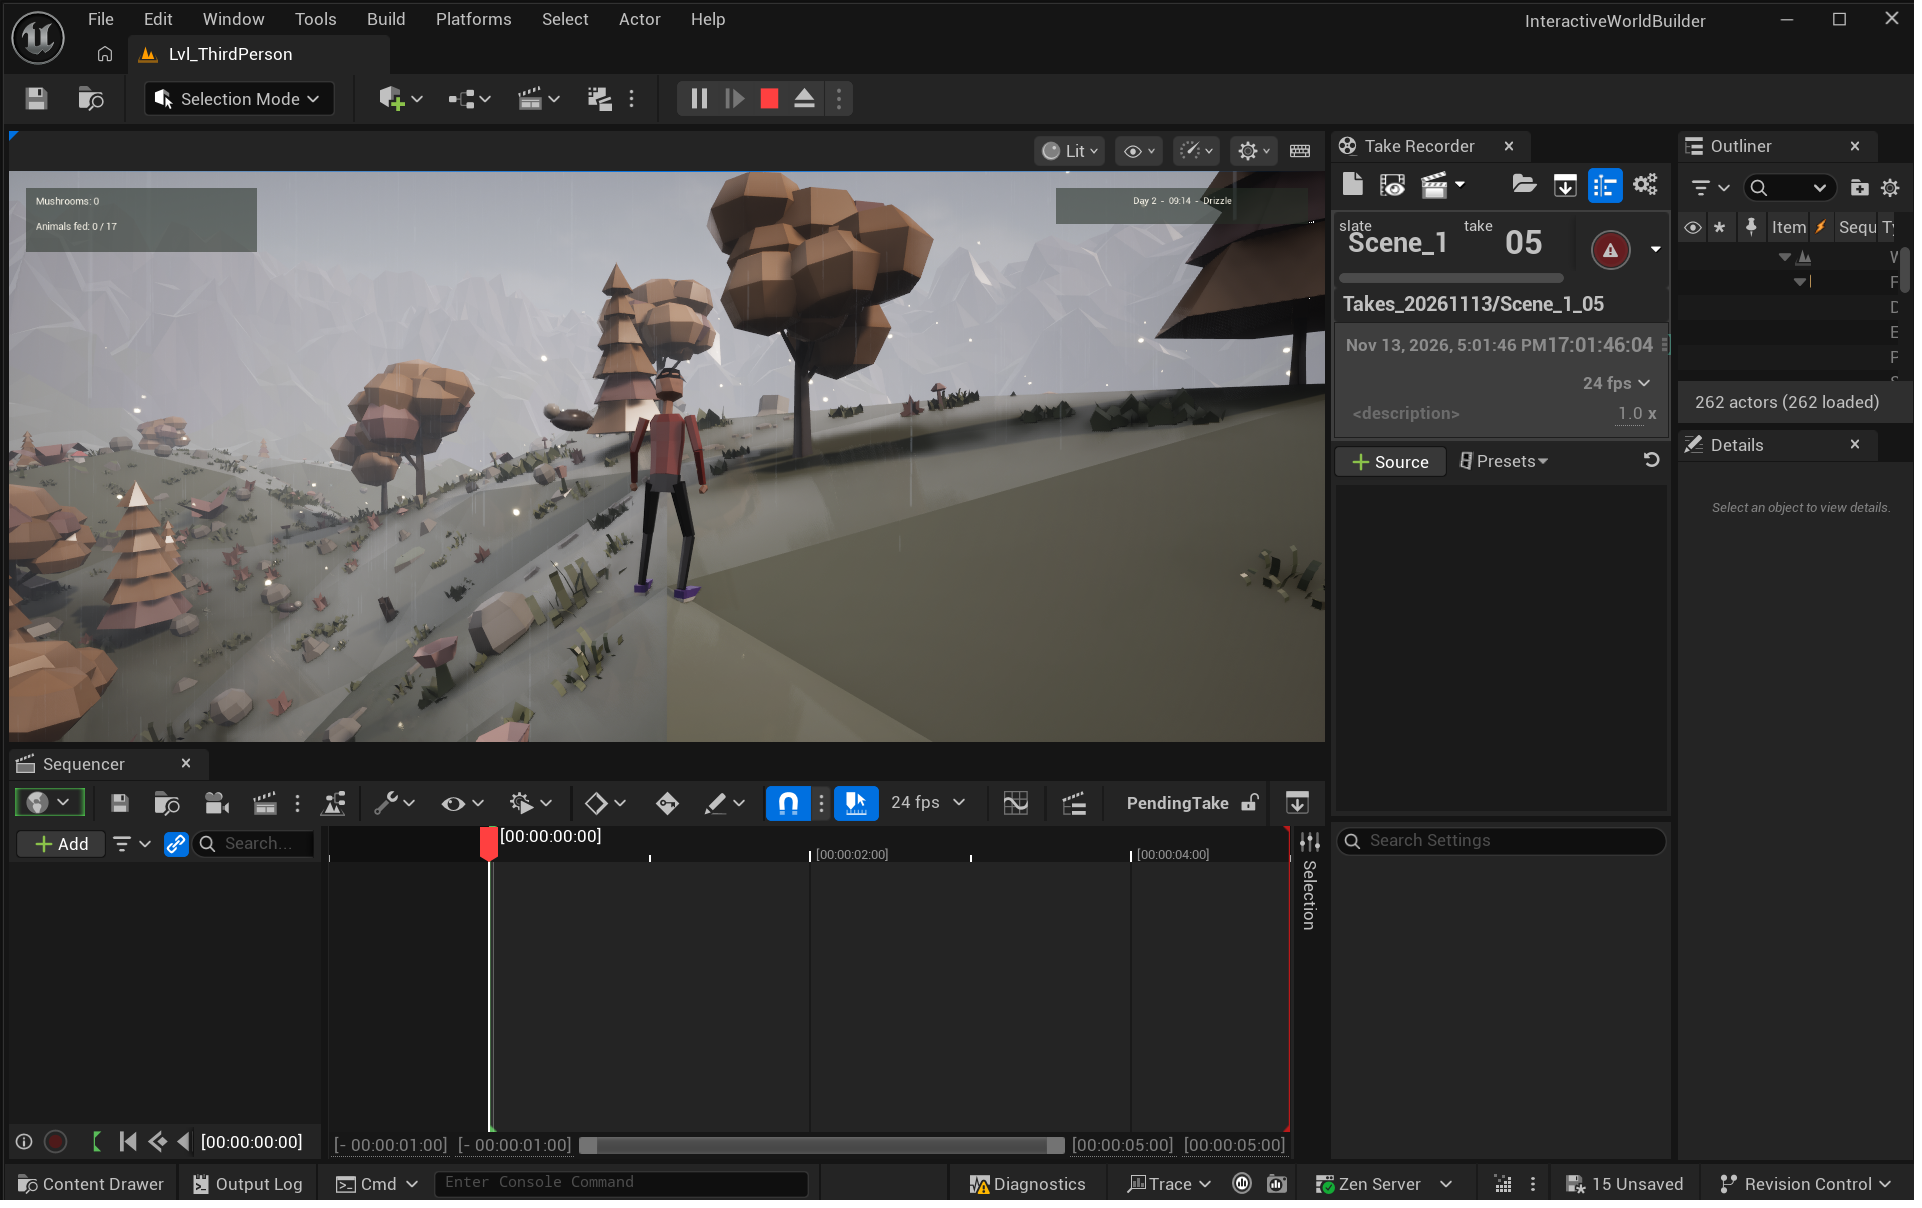 File Edit Window Tools Build Platforms Select Actor Help
InteractiveWorldBuilder
Lvl_ThirdPerson
Selection Mode
Lit
Mushrooms: 0
Animals fed: 0 / 17
Day 2 - 09:14 - Drizzle
Take Recorder
slate
Scene_1
take
05
Takes_20261113/Scene_1_05
Nov 13, 2026, 5:01:46 PM
17:01:46:04
24 fps
<description>
1.0 x
Source
Presets
Search Settings
Outliner
Item
Sequ
262 actors (262 loaded)
Details
Select an object to view details.
Sequencer
24 fps
PendingTake
Add
Search...
[00:00:00:00]
[00:00:02:00]
[00:00:04:00]
Selection
[00:00:00:00]
[- 00:00:01:00]
[- 00:00:01:00]
[00:00:05:00]
[00:00:05:00]
Content Drawer
Output Log
Cmd
Enter Console Command
Diagnostics
Trace
Zen Server
15 Unsaved
Revision Control